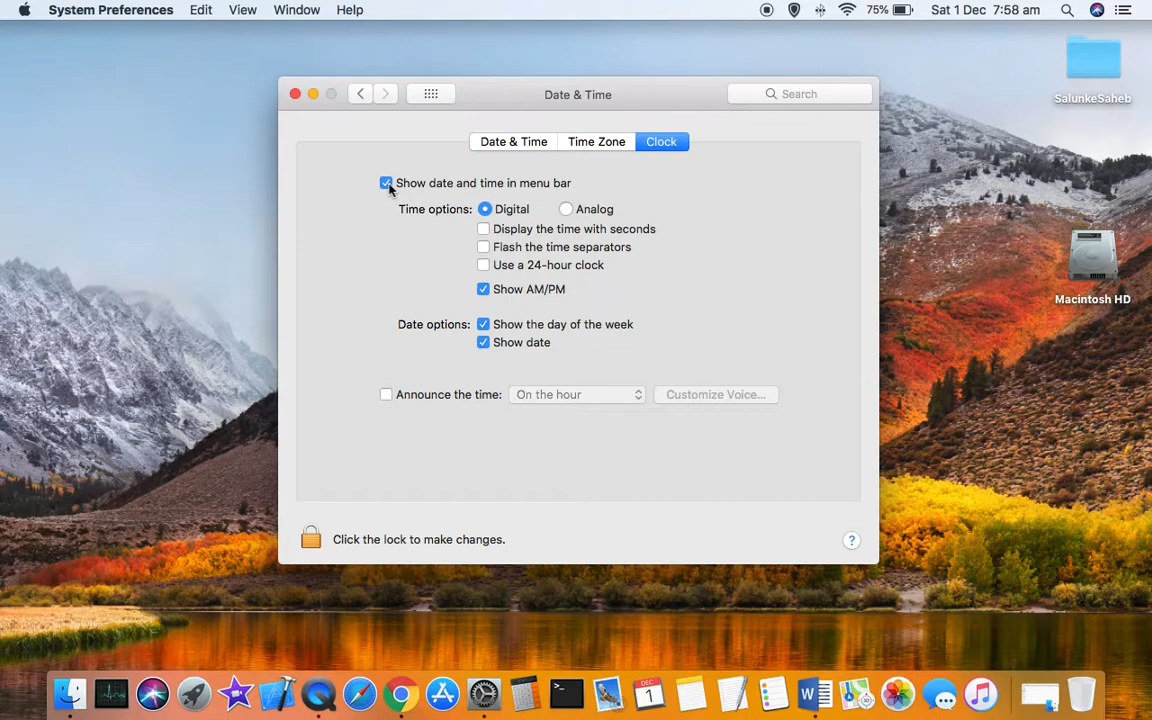 System Preferences Edit View Window Help 75% Sat 1 Dec 7:58 am
Date & Time Search
SalunkeSaheb
Date & Time Time Zone Clock
Show date and time in menu bar
Time options: Digital Analog
Display the time with seconds
Flash the time separators
Use a 24-hour clock
Show AM/PM
Macintosh HD
Date options: Show the day of the week
Show date
Announce the time: On the hour Customize Voice...
Click the lock to make changes. ?
DEC
1